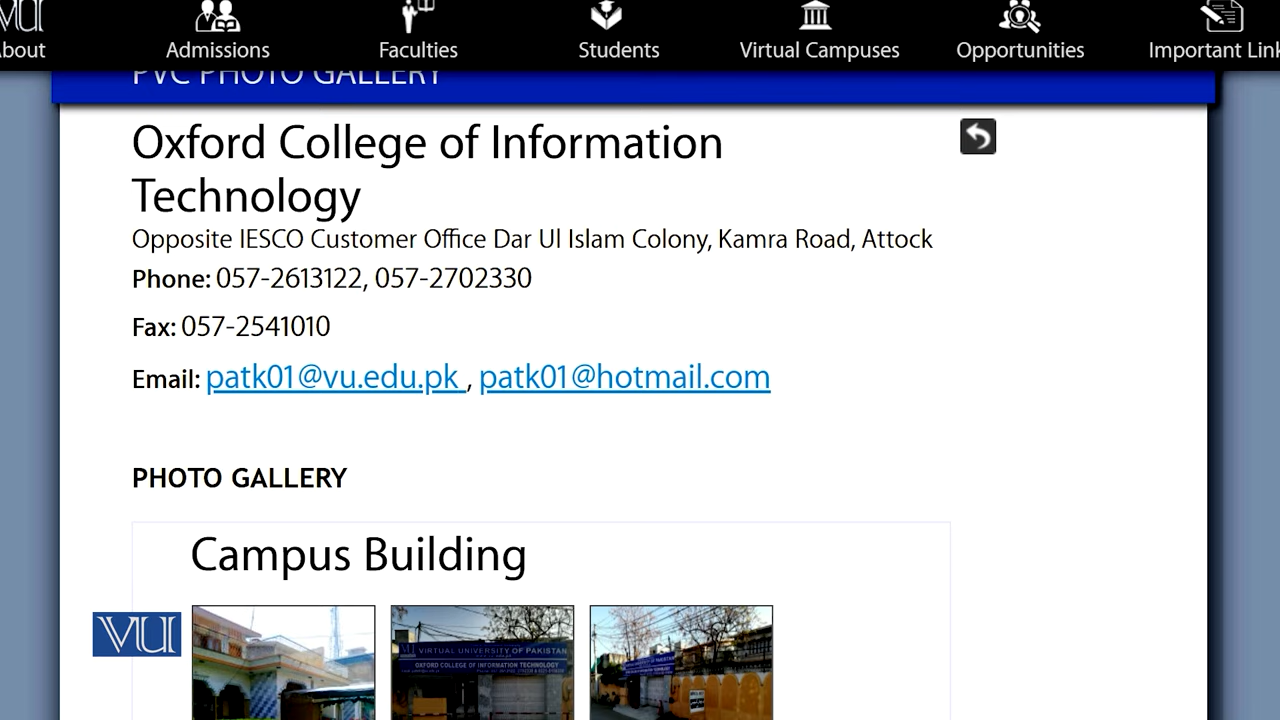 VU
About Admissions Faculties Students Virtual Campuses Opportunities Important Link
PVC PHOTO GALLERY
Oxford College of Information
Technology
Opposite IESCO Customer Office Dar Ul Islam Colony, Kamra Road, Attock
Phone: 057-2613122, 057-2702330
Fax: 057-2541010
Email: patk01@vu.edu.pk , patk01@hotmail.com
PHOTO GALLERY
Campus Building
VU
VIRTUAL UNIVERSITY OF PAKISTAN
OXFORD COLLEGE OF INFORMATION TECHNOLOGY